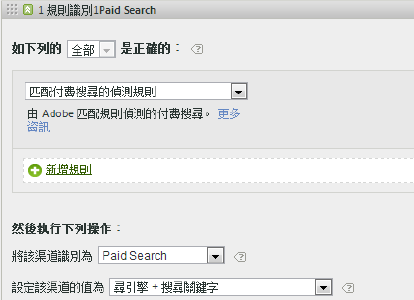 1 規則識別1Paid Search
如下列的 全部 是正確的：
匹配付費搜尋的偵測規則
由 Adobe 匹配規則偵測的付費搜尋。 更多
資訊
新增規則
然後執行下列操作：
將該渠道識別為 Paid Search
設定該渠道的值為 尋引擎 + 搜尋關鍵字